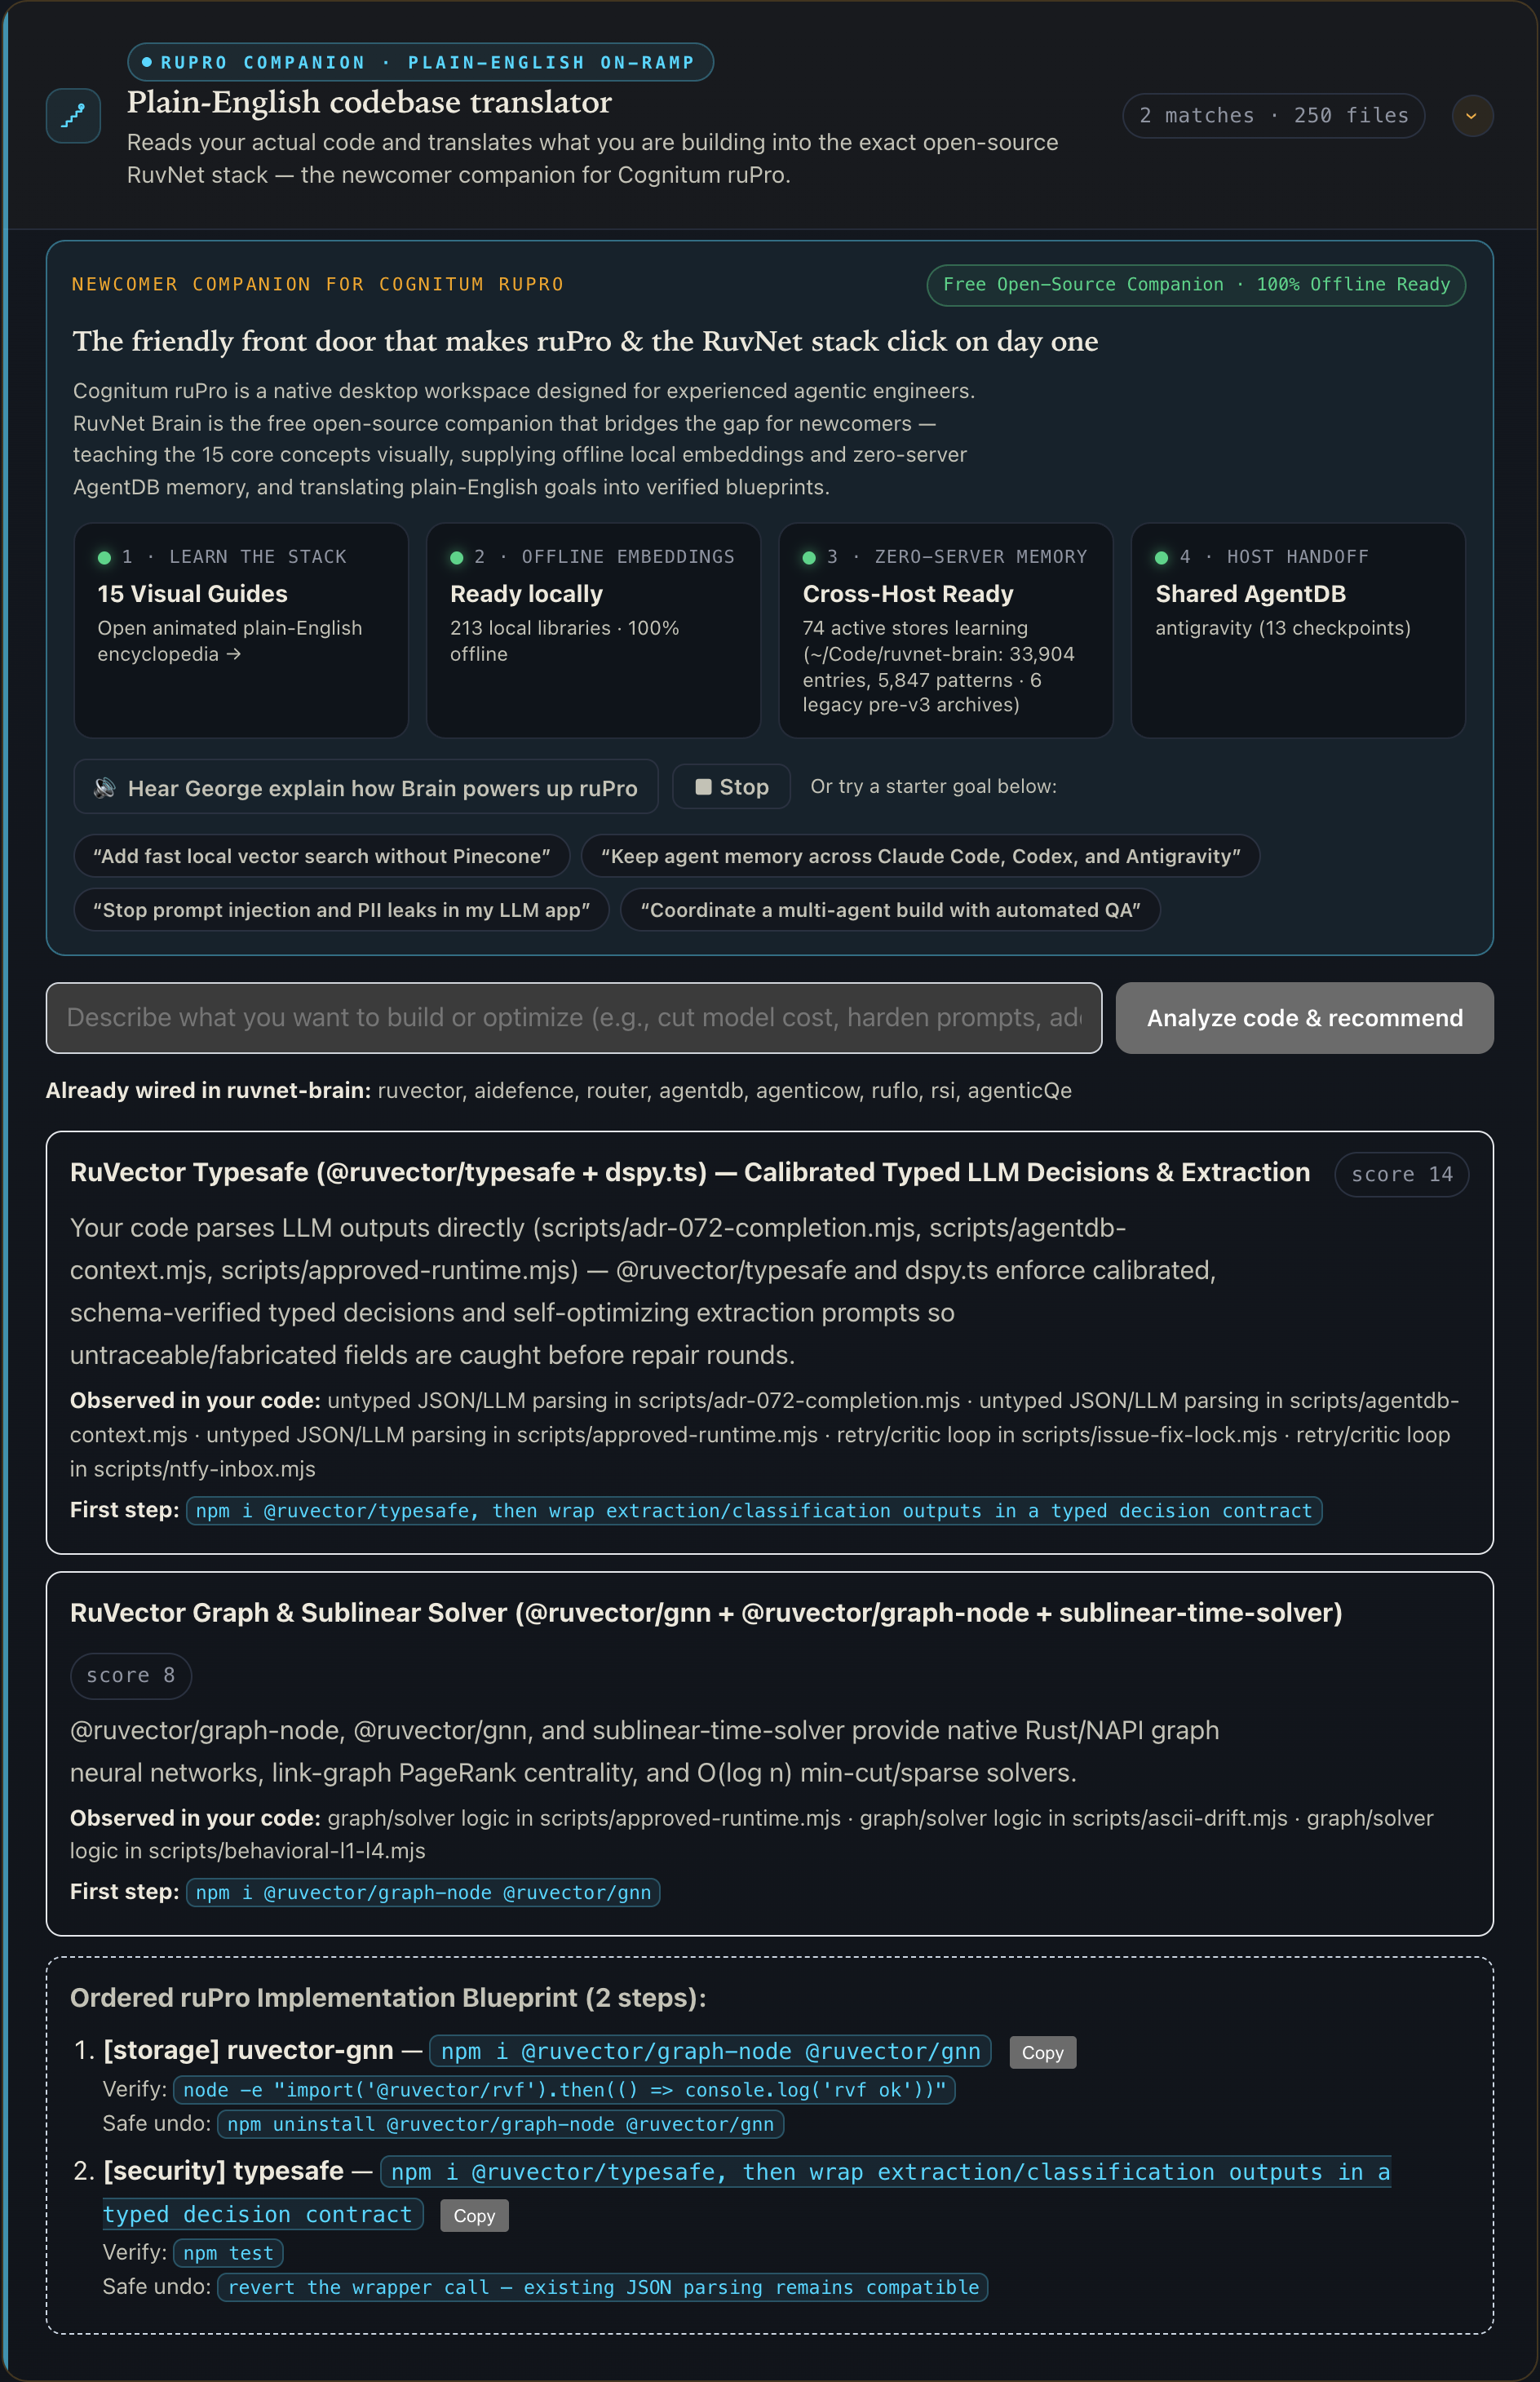 RUPRO COMPANION · PLAIN-ENGLISH ON-RAMP
Plain-English codebase translator
Reads your actual code and translates what you are building into the exact open-source
RuvNet stack — the newcomer companion for Cognitum ruPro.
2 matches · 250 files
NEWCOMER COMPANION FOR COGNITUM RUPRO
Free Open-Source Companion · 100% Offline Ready
The friendly front door that makes ruPro & the RuvNet stack click on day one
Cognitum ruPro is a native desktop workspace designed for experienced agentic engineers.
RuvNet Brain is the free open-source companion that bridges the gap for newcomers —
teaching the 15 core concepts visually, supplying offline local embeddings and zero-server
AgentDB memory, and translating plain-English goals into verified blueprints.
1 · LEARN THE STACK
15 Visual Guides
Open animated plain-English
encyclopedia →
2 · OFFLINE EMBEDDINGS
Ready locally
213 local libraries · 100%
offline
3 · ZERO-SERVER MEMORY
Cross-Host Ready
74 active stores learning
(~/Code/ruvnet-brain: 33,904
entries, 5,847 patterns · 6
legacy pre-v3 archives)
4 · HOST HANDOFF
Shared AgentDB
antigravity (13 checkpoints)
🔊 Hear George explain how Brain powers up ruPro
Stop
Or try a starter goal below:
“Add fast local vector search without Pinecone”
“Keep agent memory across Claude Code, Codex, and Antigravity”
“Stop prompt injection and PII leaks in my LLM app”
“Coordinate a multi-agent build with automated QA”
Describe what you want to build or optimize (e.g., cut model cost, harden prompts, ad
Analyze code & recommend
Already wired in ruvnet-brain: ruvector, aidefence, router, agentdb, agenticow, ruflo, rsi, agenticQe
RuVector Typesafe (@ruvector/typesafe + dspy.ts) — Calibrated Typed LLM Decisions & Extraction
score 14
Your code parses LLM outputs directly (scripts/adr-072-completion.mjs, scripts/agentdb-
context.mjs, scripts/approved-runtime.mjs) — @ruvector/typesafe and dspy.ts enforce calibrated,
schema-verified typed decisions and self-optimizing extraction prompts so
untraceable/fabricated fields are caught before repair rounds.
Observed in your code: untyped JSON/LLM parsing in scripts/adr-072-completion.mjs · untyped JSON/LLM parsing in scripts/agentdb-
context.mjs · untyped JSON/LLM parsing in scripts/approved-runtime.mjs · retry/critic loop in scripts/issue-fix-lock.mjs · retry/critic loop
in scripts/ntfy-inbox.mjs
First step: npm i @ruvector/typesafe, then wrap extraction/classification outputs in a typed decision contract
RuVector Graph & Sublinear Solver (@ruvector/gnn + @ruvector/graph-node + sublinear-time-solver)
score 8
@ruvector/graph-node, @ruvector/gnn, and sublinear-time-solver provide native Rust/NAPI graph
neural networks, link-graph PageRank centrality, and O(log n) min-cut/sparse solvers.
Observed in your code: graph/solver logic in scripts/approved-runtime.mjs · graph/solver logic in scripts/ascii-drift.mjs · graph/solver
logic in scripts/behavioral-l1-l4.mjs
First step: npm i @ruvector/graph-node @ruvector/gnn
Ordered ruPro Implementation Blueprint (2 steps):
1. [storage] ruvector-gnn — npm i @ruvector/graph-node @ruvector/gnn Copy
Verify: node -e "import('@ruvector/rvf').then(() => console.log('rvf ok'))"
Safe undo: npm uninstall @ruvector/graph-node @ruvector/gnn
2. [security] typesafe — npm i @ruvector/typesafe, then wrap extraction/classification outputs in a
typed decision contract Copy
Verify: npm test
Safe undo: revert the wrapper call — existing JSON parsing remains compatible